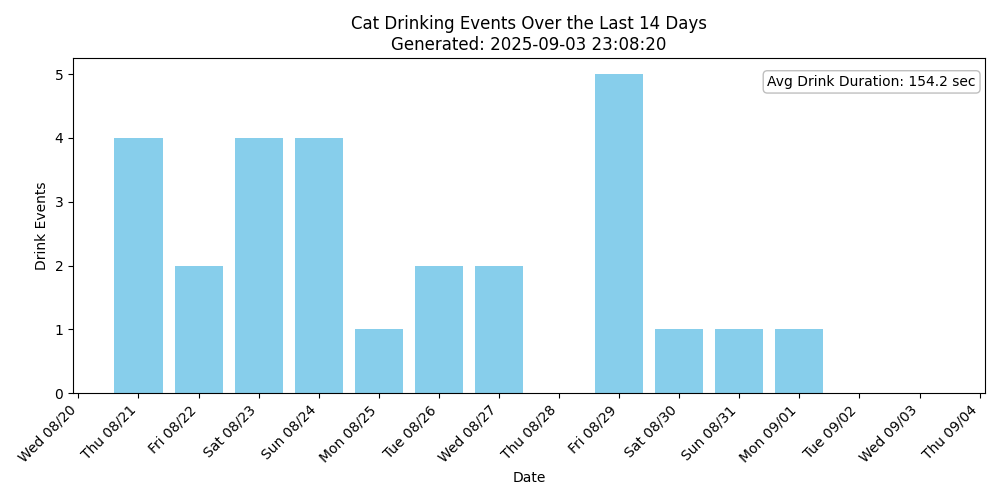 Cat Drinking Events Over the Last 14 Days
Generated: 2025-09-03 23:08:20
Avg Drink Duration: 154.2 sec
Drink Events
5
4
3
2
1
0
Wed 08/20
Thu 08/21
Fri 08/22
Sat 08/23
Sun 08/24
Mon 08/25
Tue 08/26
Wed 08/27
Thu 08/28
Fri 08/29
Sat 08/30
Sun 08/31
Mon 09/01
Tue 09/02
Wed 09/03
Thu 09/04
Date